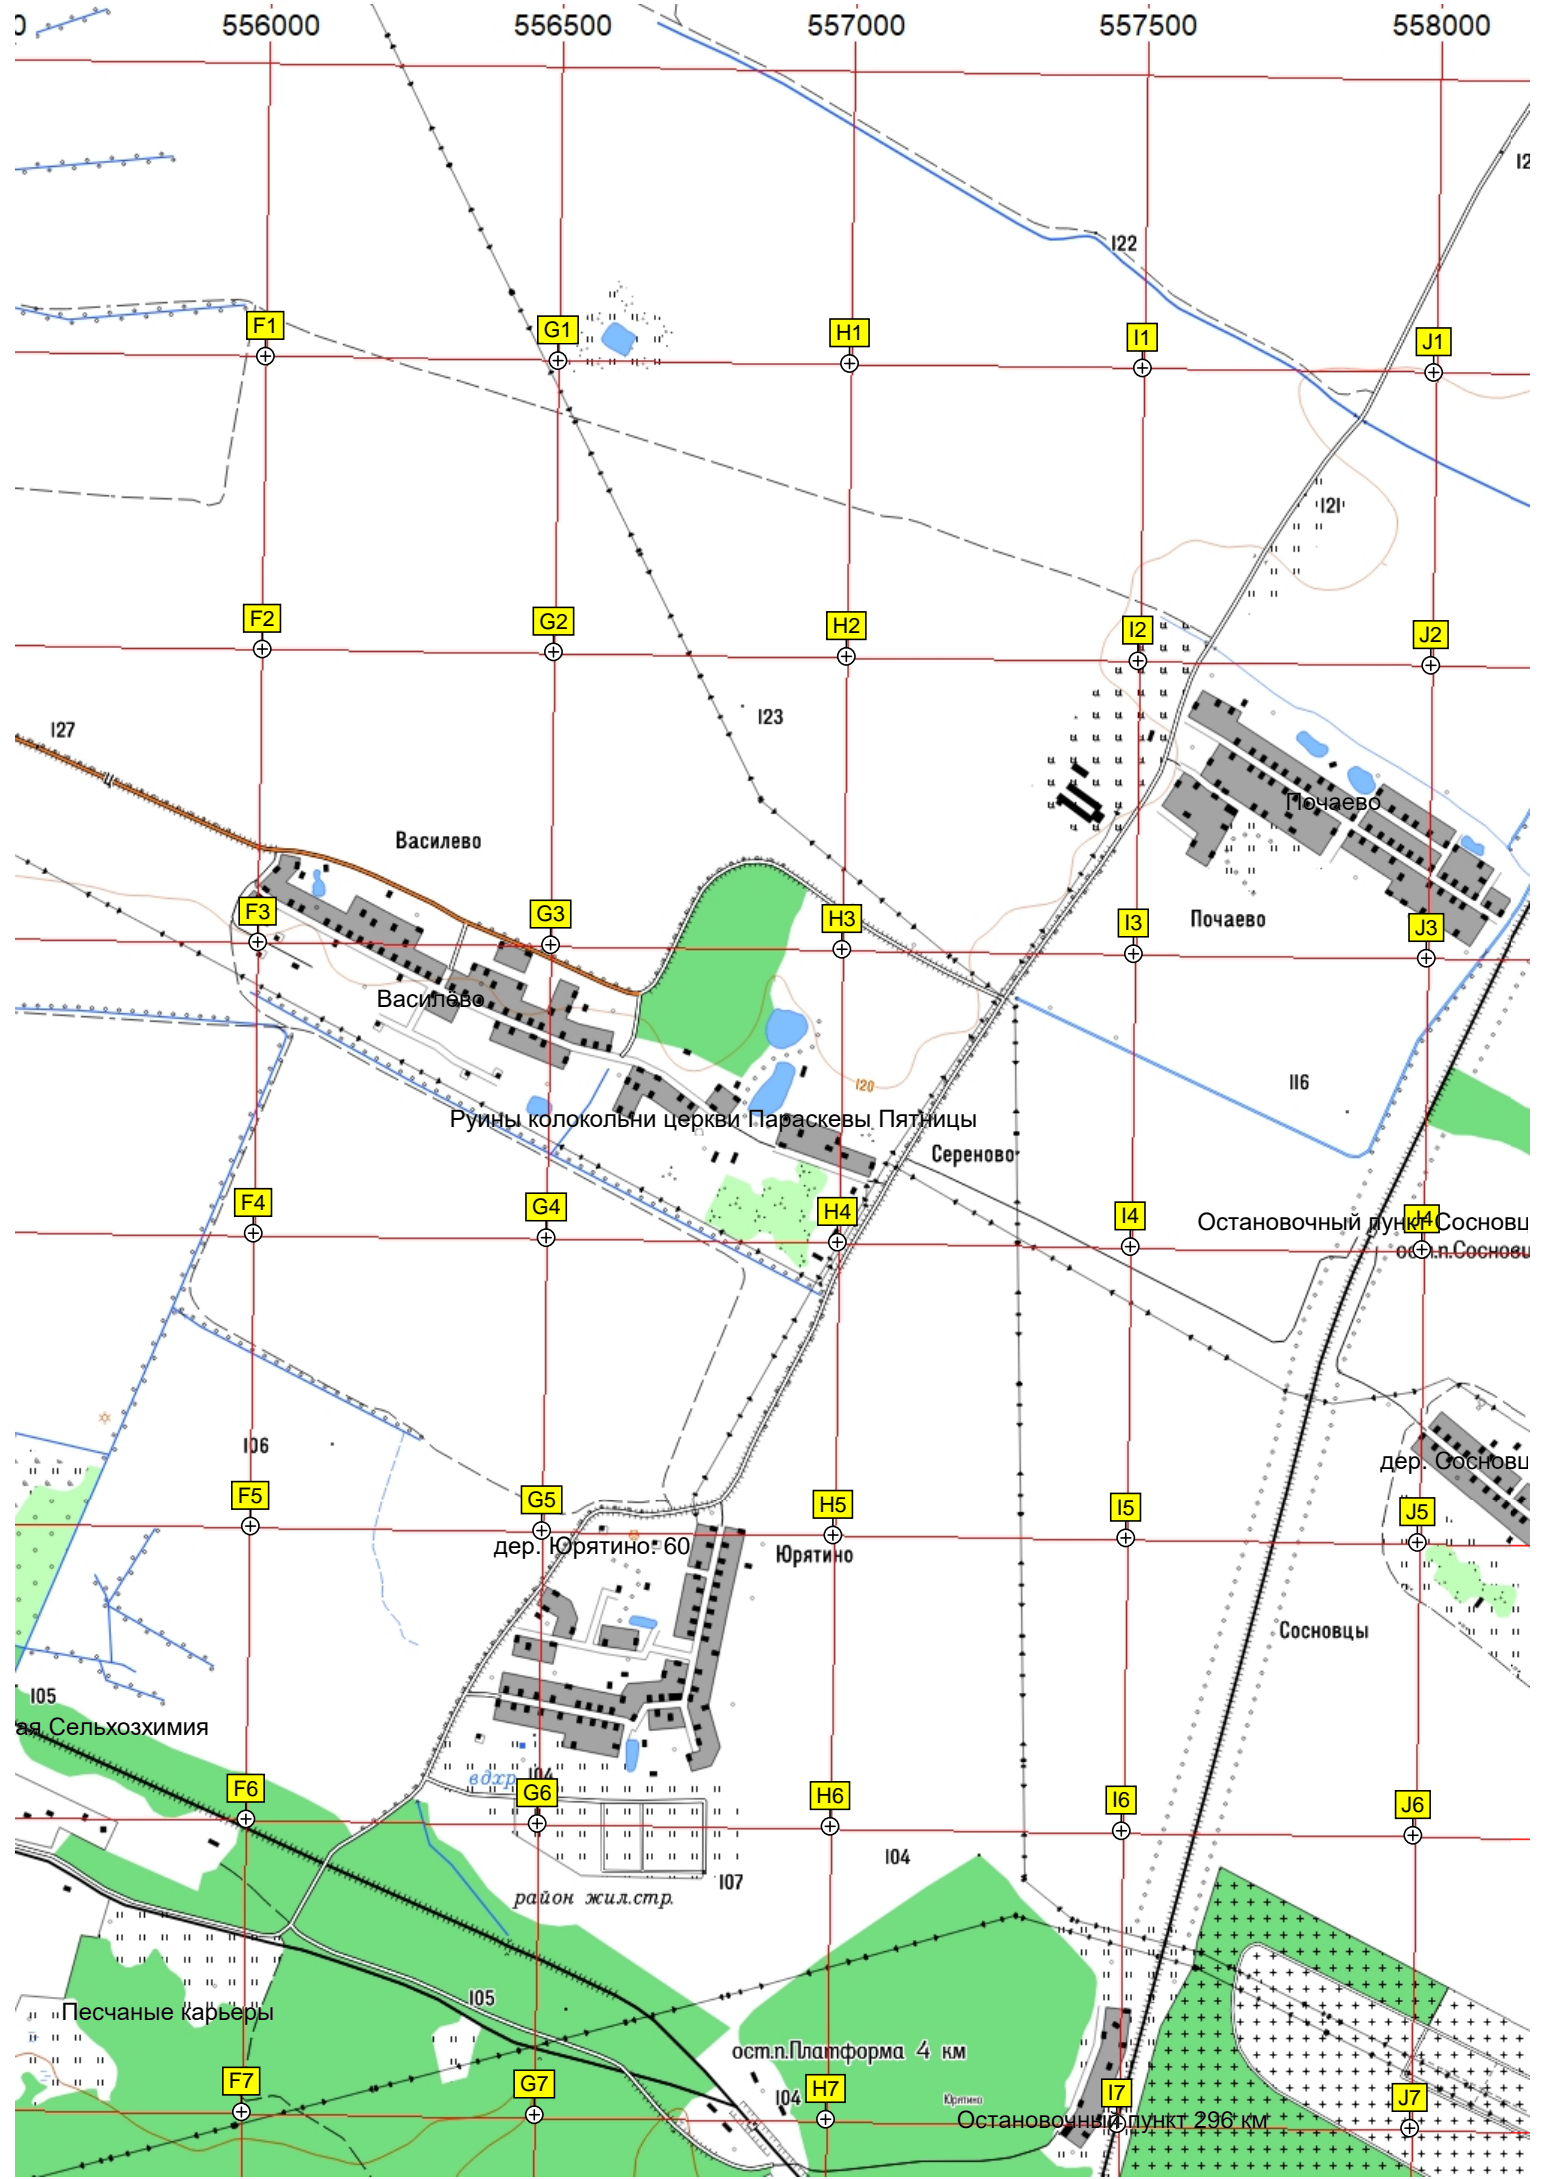 0 556000 556500 557000 557500 558000
122
F1 G1 H1 I1 J1
121
F2 G2 H2 I2 J2
127
123
ц
Василево
Почаево
Почаево
F3 G3 H3 I3 J3
Василёво
120
116
Руины колокольни церкви Параскевы Пятницы
Сереново
F4 G4 H4 I4 J4
Остановочный пункт Сосновц
106
дер. Сосновц
F5 G5 H5 I5 J5
дер. Юрятино: 60
Юрятино
Сосновцы
105
ая Сельхозхимия
вдхр.
104
F6 G6 H6 I6 J6
104
107
район жил.стр.
105
Песчаные карьеры
ост.п.Платформа 4 км
F7 G7 H7 I7 J7
104
Юрятино
Остановочный пункт 296 км